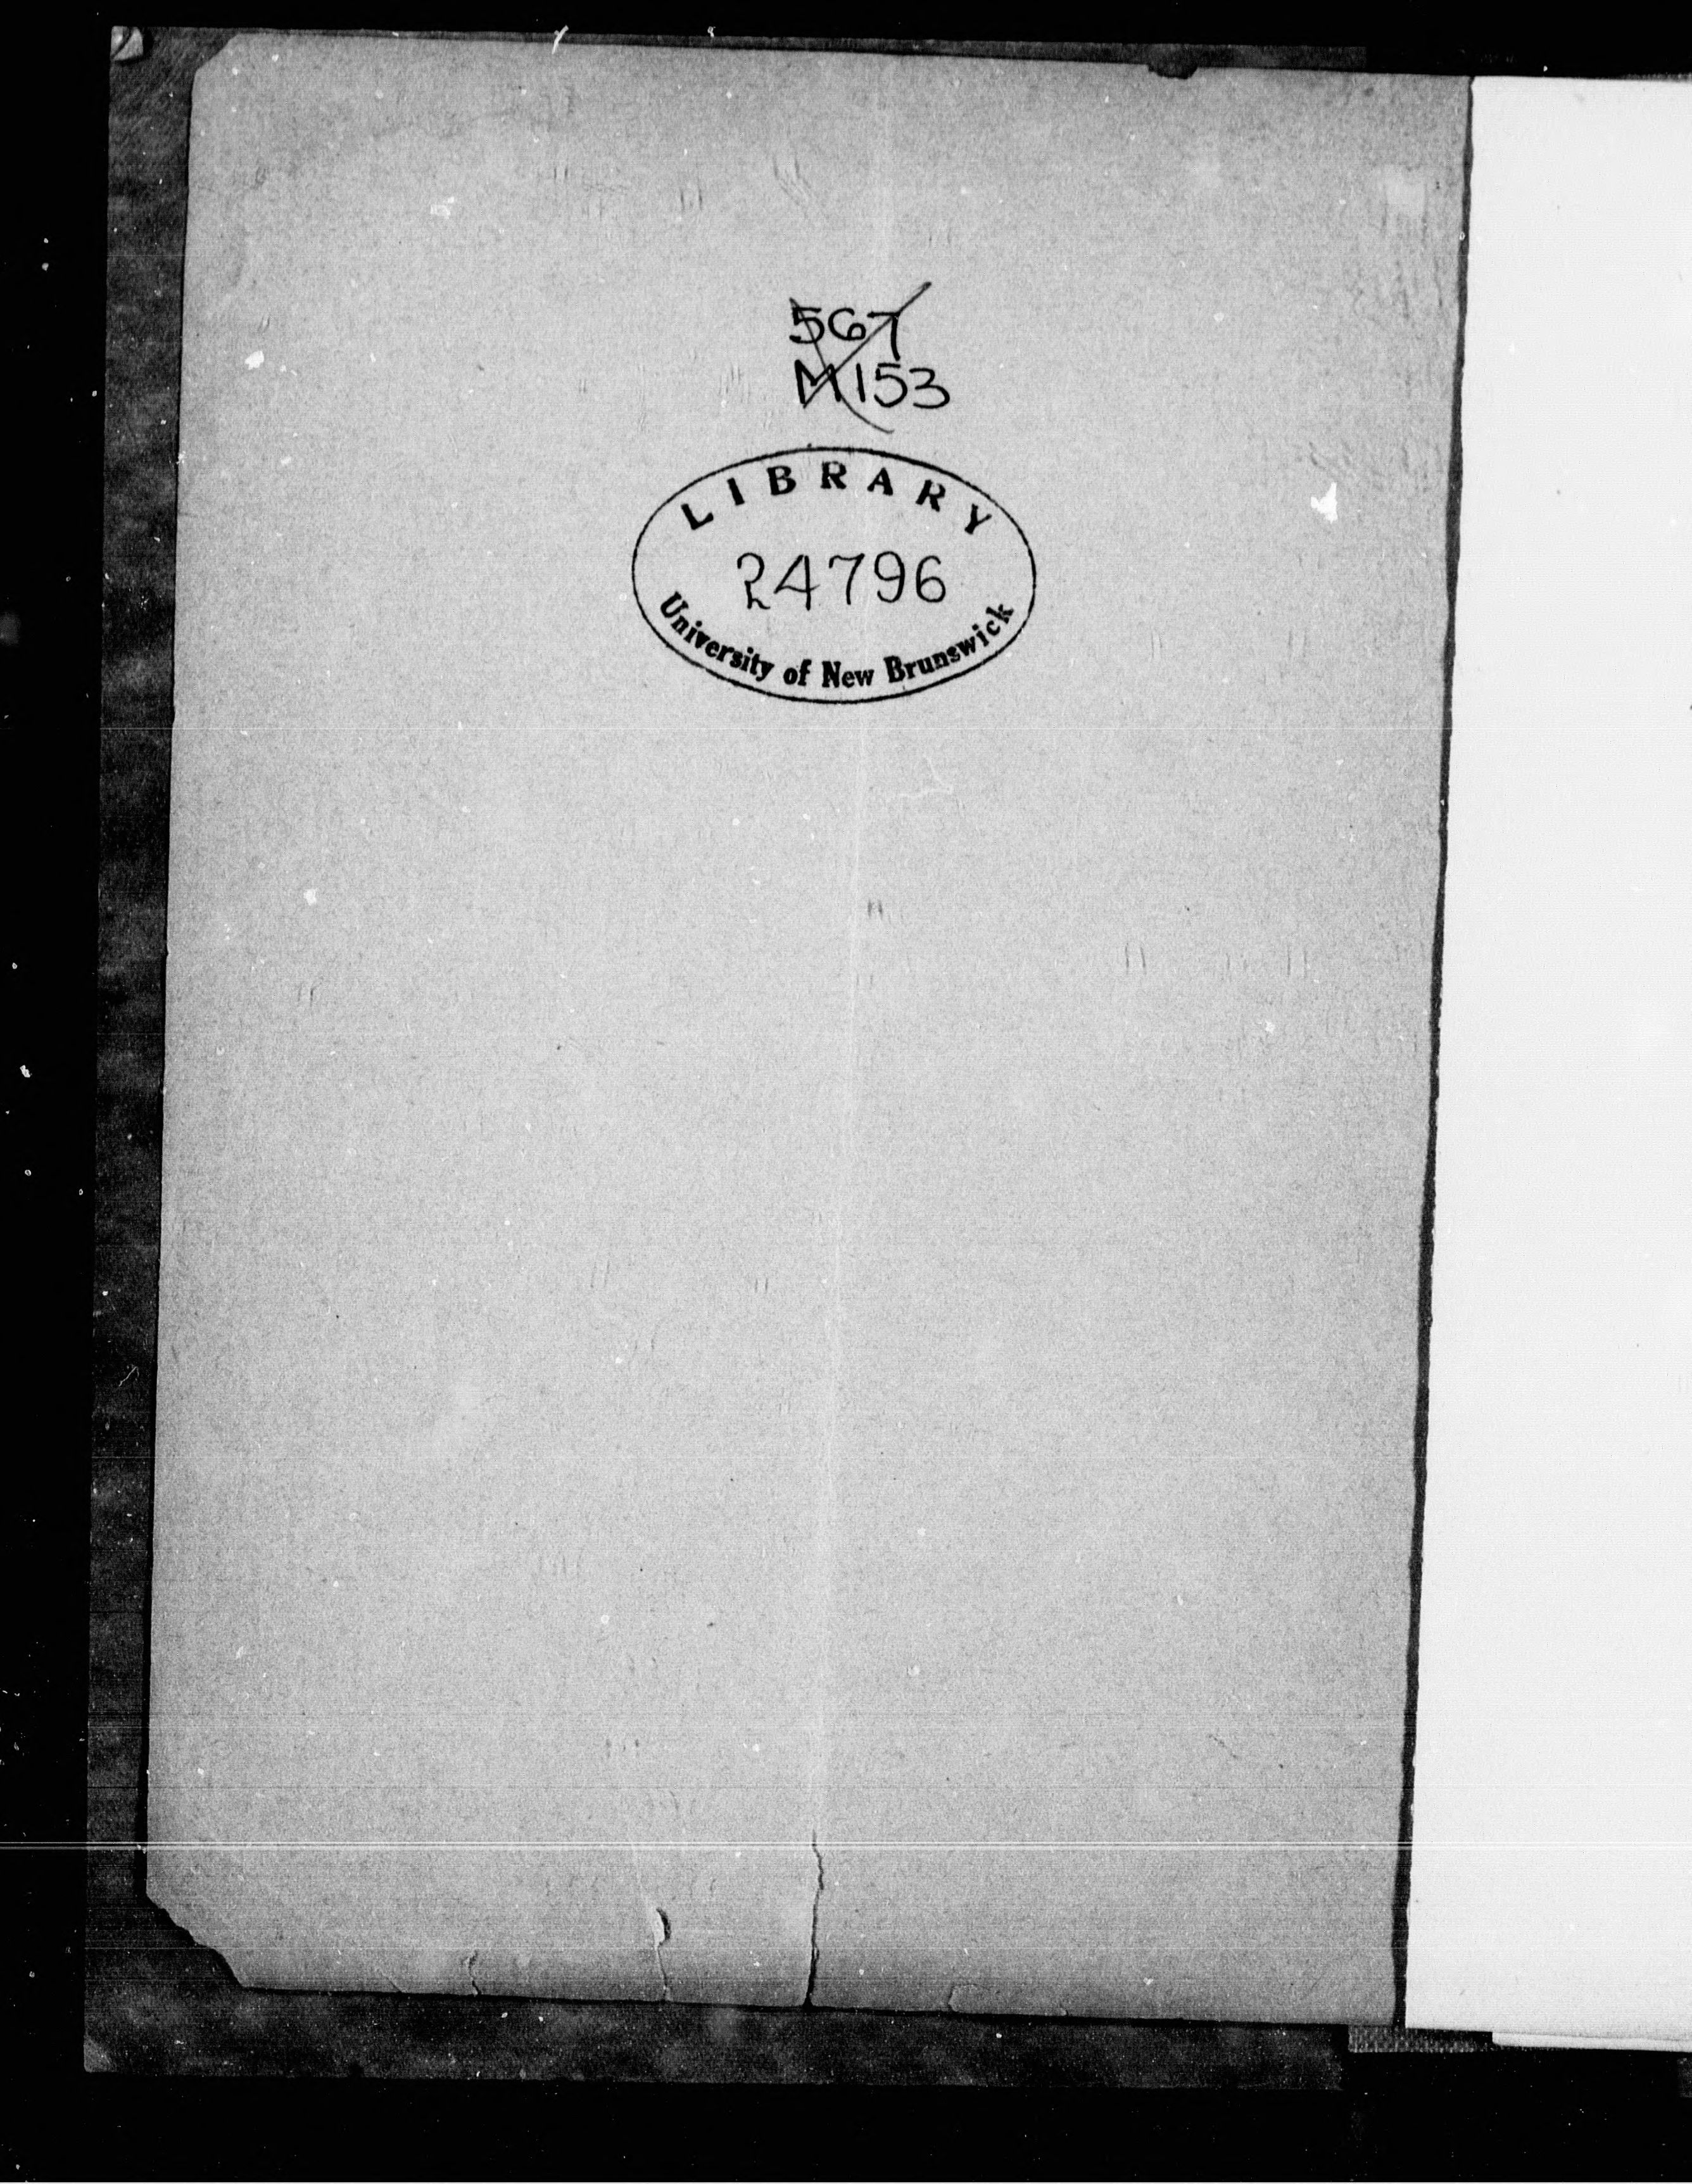 567
M153
LIBRARY
24796
University of New Brunswick